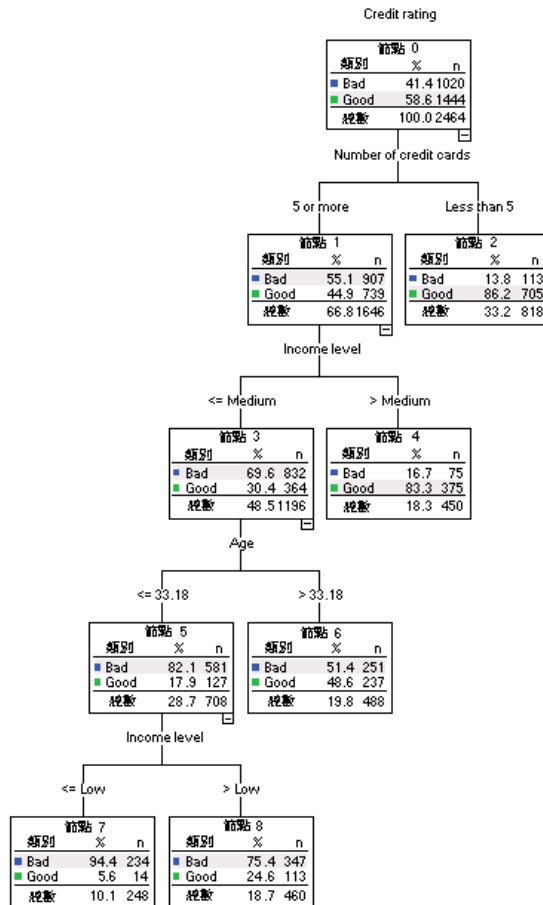 Credit rating
節點 0
類別 % n
Bad 41.4 1020
Good 58.6 1444
總數 100.0 2464
Number of credit cards
5 or more
Less than 5
節點 1
類別 % n
Bad 55.1 907
Good 44.9 739
總數 66.8 1646
節點 2
類別 % n
Bad 13.8 113
Good 86.2 705
總數 33.2 818
Income level
<= Medium
> Medium
節點 3
類別 % n
Bad 69.6 832
Good 30.4 364
總數 48.5 1196
節點 4
類別 % n
Bad 16.7 75
Good 83.3 375
總數 18.3 450
Age
<= 33.18
> 33.18
節點 5
類別 % n
Bad 82.1 581
Good 17.9 127
總數 28.7 708
節點 6
類別 % n
Bad 51.4 251
Good 48.6 237
總數 19.8 488
Income level
<= Low
> Low
節點 7
類別 % n
Bad 94.4 234
Good 5.6 14
總數 10.1 248
節點 8
類別 % n
Bad 75.4 347
Good 24.6 113
總數 18.7 460